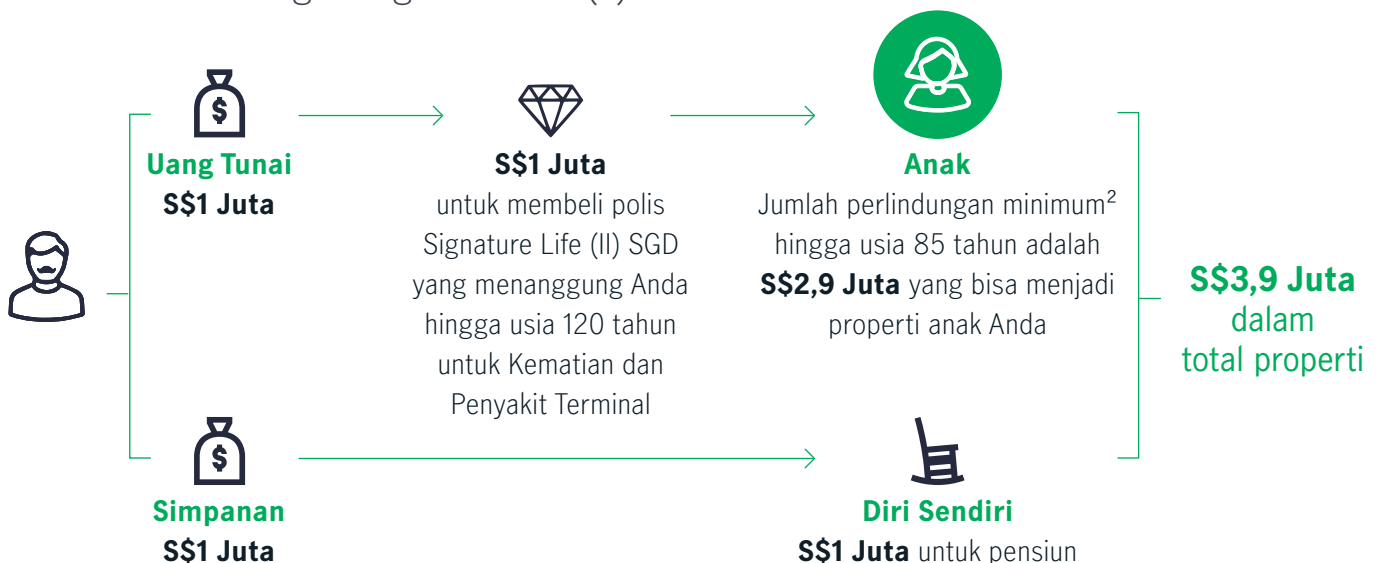 Uang Tunai
S$1 Juta
S$1 Juta
untuk membeli polis
Signature Life (II) SGD
yang menanggung Anda
hingga usia 120 tahun
untuk Kematian dan
Penyakit Terminal
Anak
Jumlah perlindungan minimum²
hingga usia 85 tahun adalah
S$2,9 Juta yang bisa menjadi
properti anak Anda
S$3,9 Juta
dalam
total properti
Simpanan
S$1 Juta
Diri Sendiri
S$1 Juta untuk pensiun